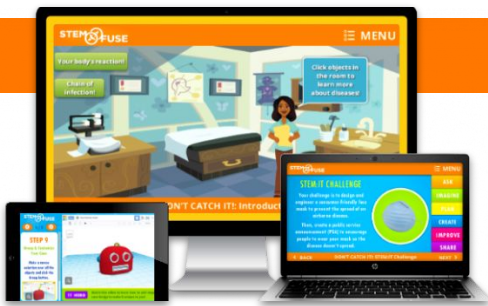 STEM FUSE
MENU
Your body's reaction!
Chain of
infection!
Click objects in
the room to
learn more
about diseases!
DON'T CATCH IT!: Introduc
STEM FUSE
MENU
STEM:IT CHALLENGE
Your challenge is to design and
engineer a consumer-friendly face
mask to prevent the spread of an
airborne disease.
Then, create a public service
announcement (PSA) to encourage
people to wear your mask so the
disease doesn't spread.
ASK
IMAGINE
PLAN
CREATE
IMPROVE
SHARE
BACK
DON'T CATCH IT!: STEM:IT Challenge
NEXT
STEM FUSE
STEP 9